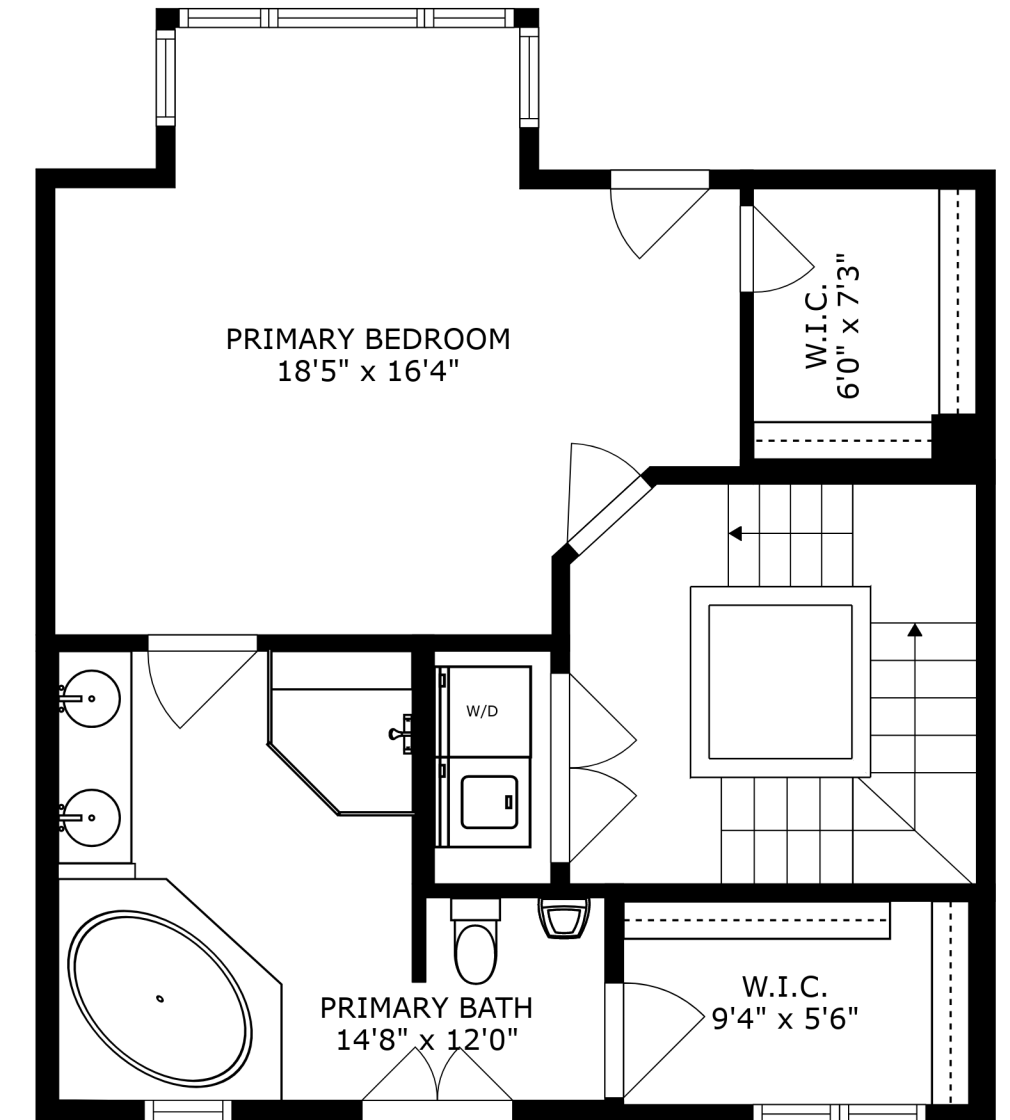 PRIMARY BEDROOM
18'5" x 16'4"
W.I.C.
6'0" x 7'3"
W/D
PRIMARY BATH
14'8" x 12'0"
W.I.C.
9'4" x 5'6"